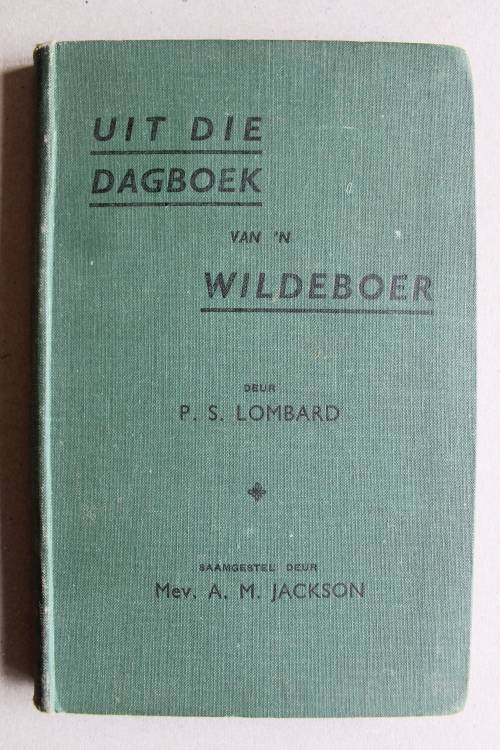 UIT DIE
DAGBOEK
VAN 'N
WILDEBOER
DEUR
P. S. LOMBARD
SAAMGESTEL DEUR
Mev. A. M. JACKSON